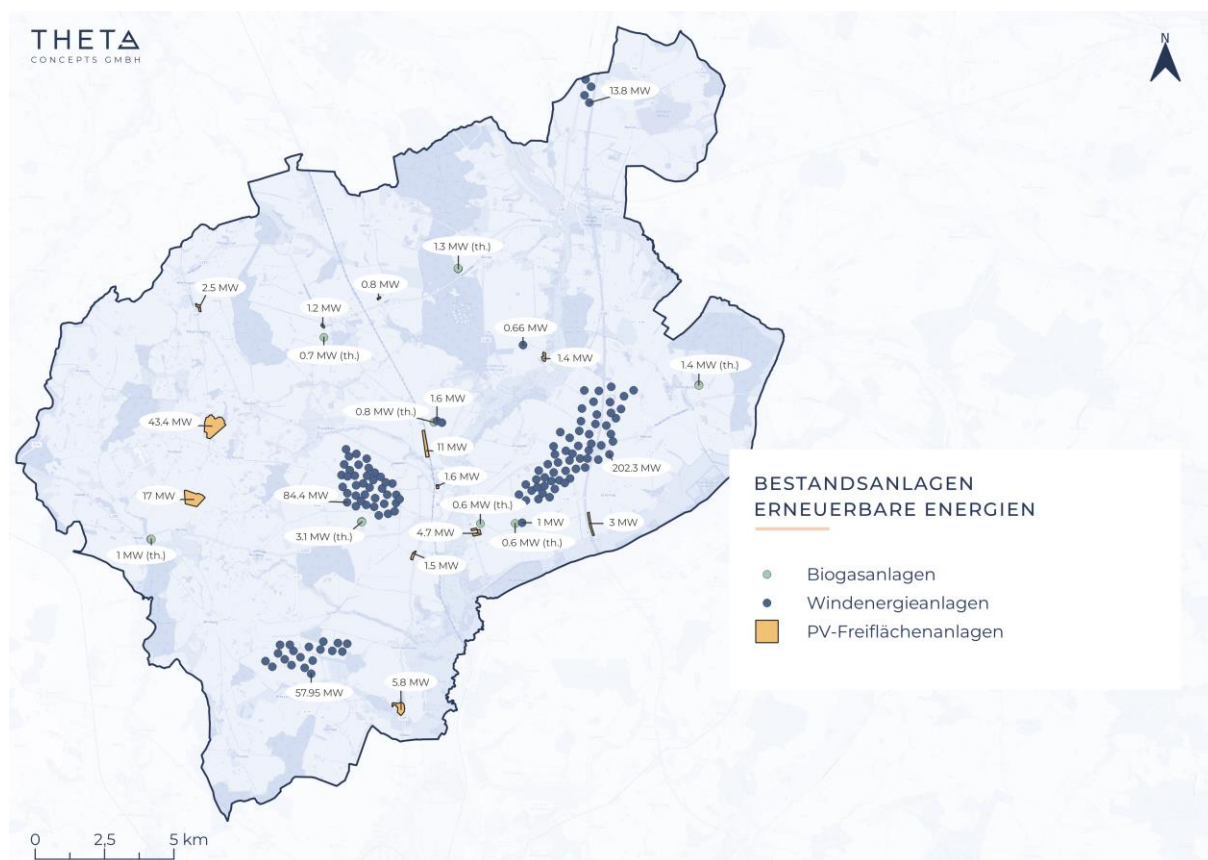 THETA
CONCEPTS GMBH
N
13.8 MW
1.3 MW (th.)
2.5 MW
0.8 MW
1.2 MW
0.7 MW (th.)
0.66 MW
1.4 MW
1.4 MW (th.)
1.6 MW
0.8 MW (th.)
43.4 MW
11 MW
202.3 MW
1.6 MW
17 MW
84.4 MW
0.6 MW (th.)
3.1 MW (th.)
4.7 MW
1 MW
3 MW
0.6 MW (th.)
1 MW (th.)
1.5 MW
57.95 MW
5.8 MW
BESTANDSANLAGEN
ERNEUERBARE ENERGIEN
Biogasanlagen
Windenergieanlagen
PV-Freiflächenanlagen
0 2,5 5 km